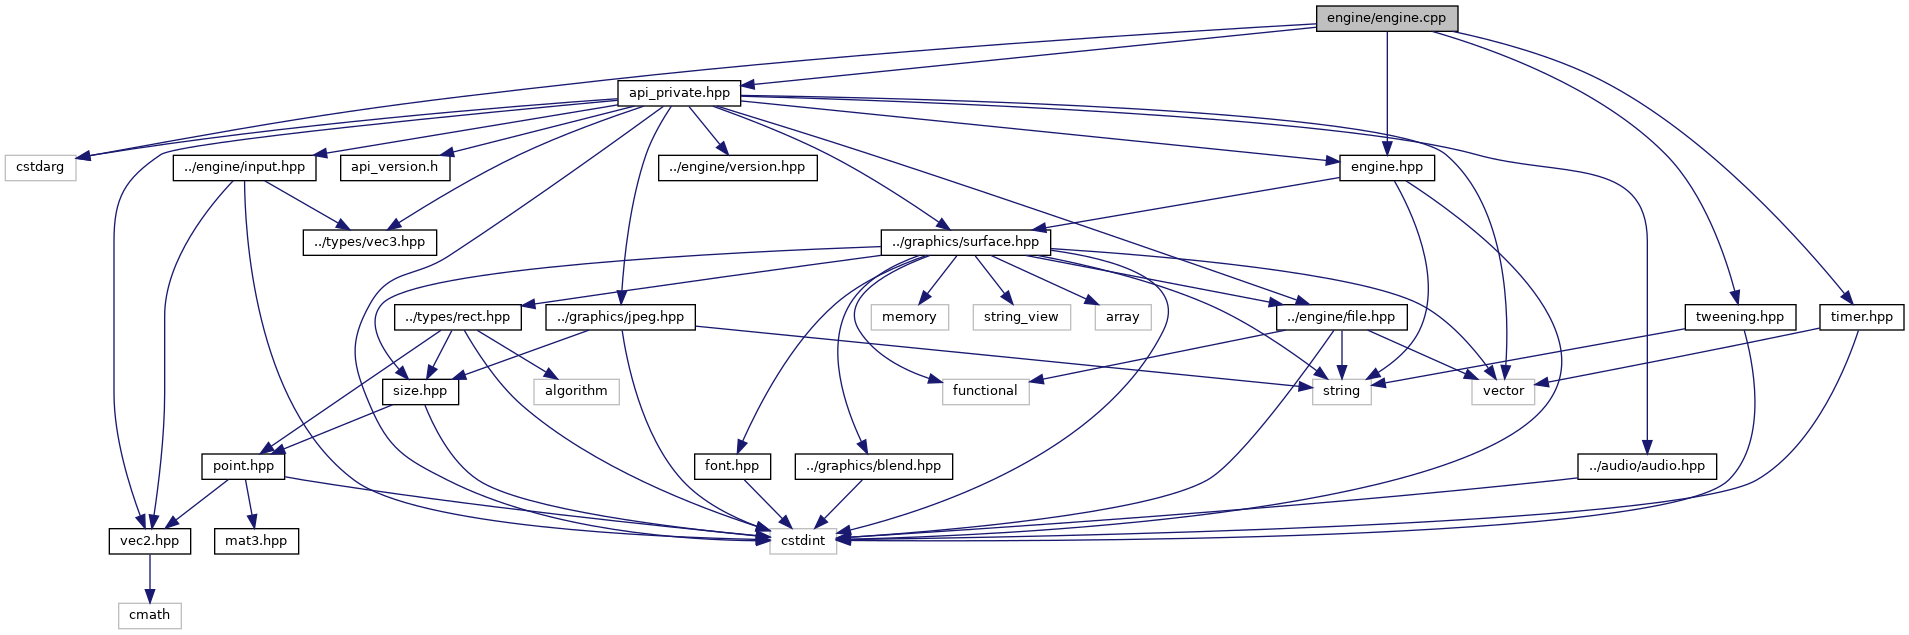 engine/engine.cpp
api_private.hpp
cstdarg
../engine/input.hpp
api_version.h
../engine/version.hpp
engine.hpp
../types/vec3.hpp
../graphics/surface.hpp
../types/rect.hpp
../graphics/jpeg.hpp
memory
string_view
array
../engine/file.hpp
tweening.hpp
timer.hpp
size.hpp
algorithm
functional
string
vector
point.hpp
font.hpp
../graphics/blend.hpp
../audio/audio.hpp
vec2.hpp
mat3.hpp
cstdint
cmath